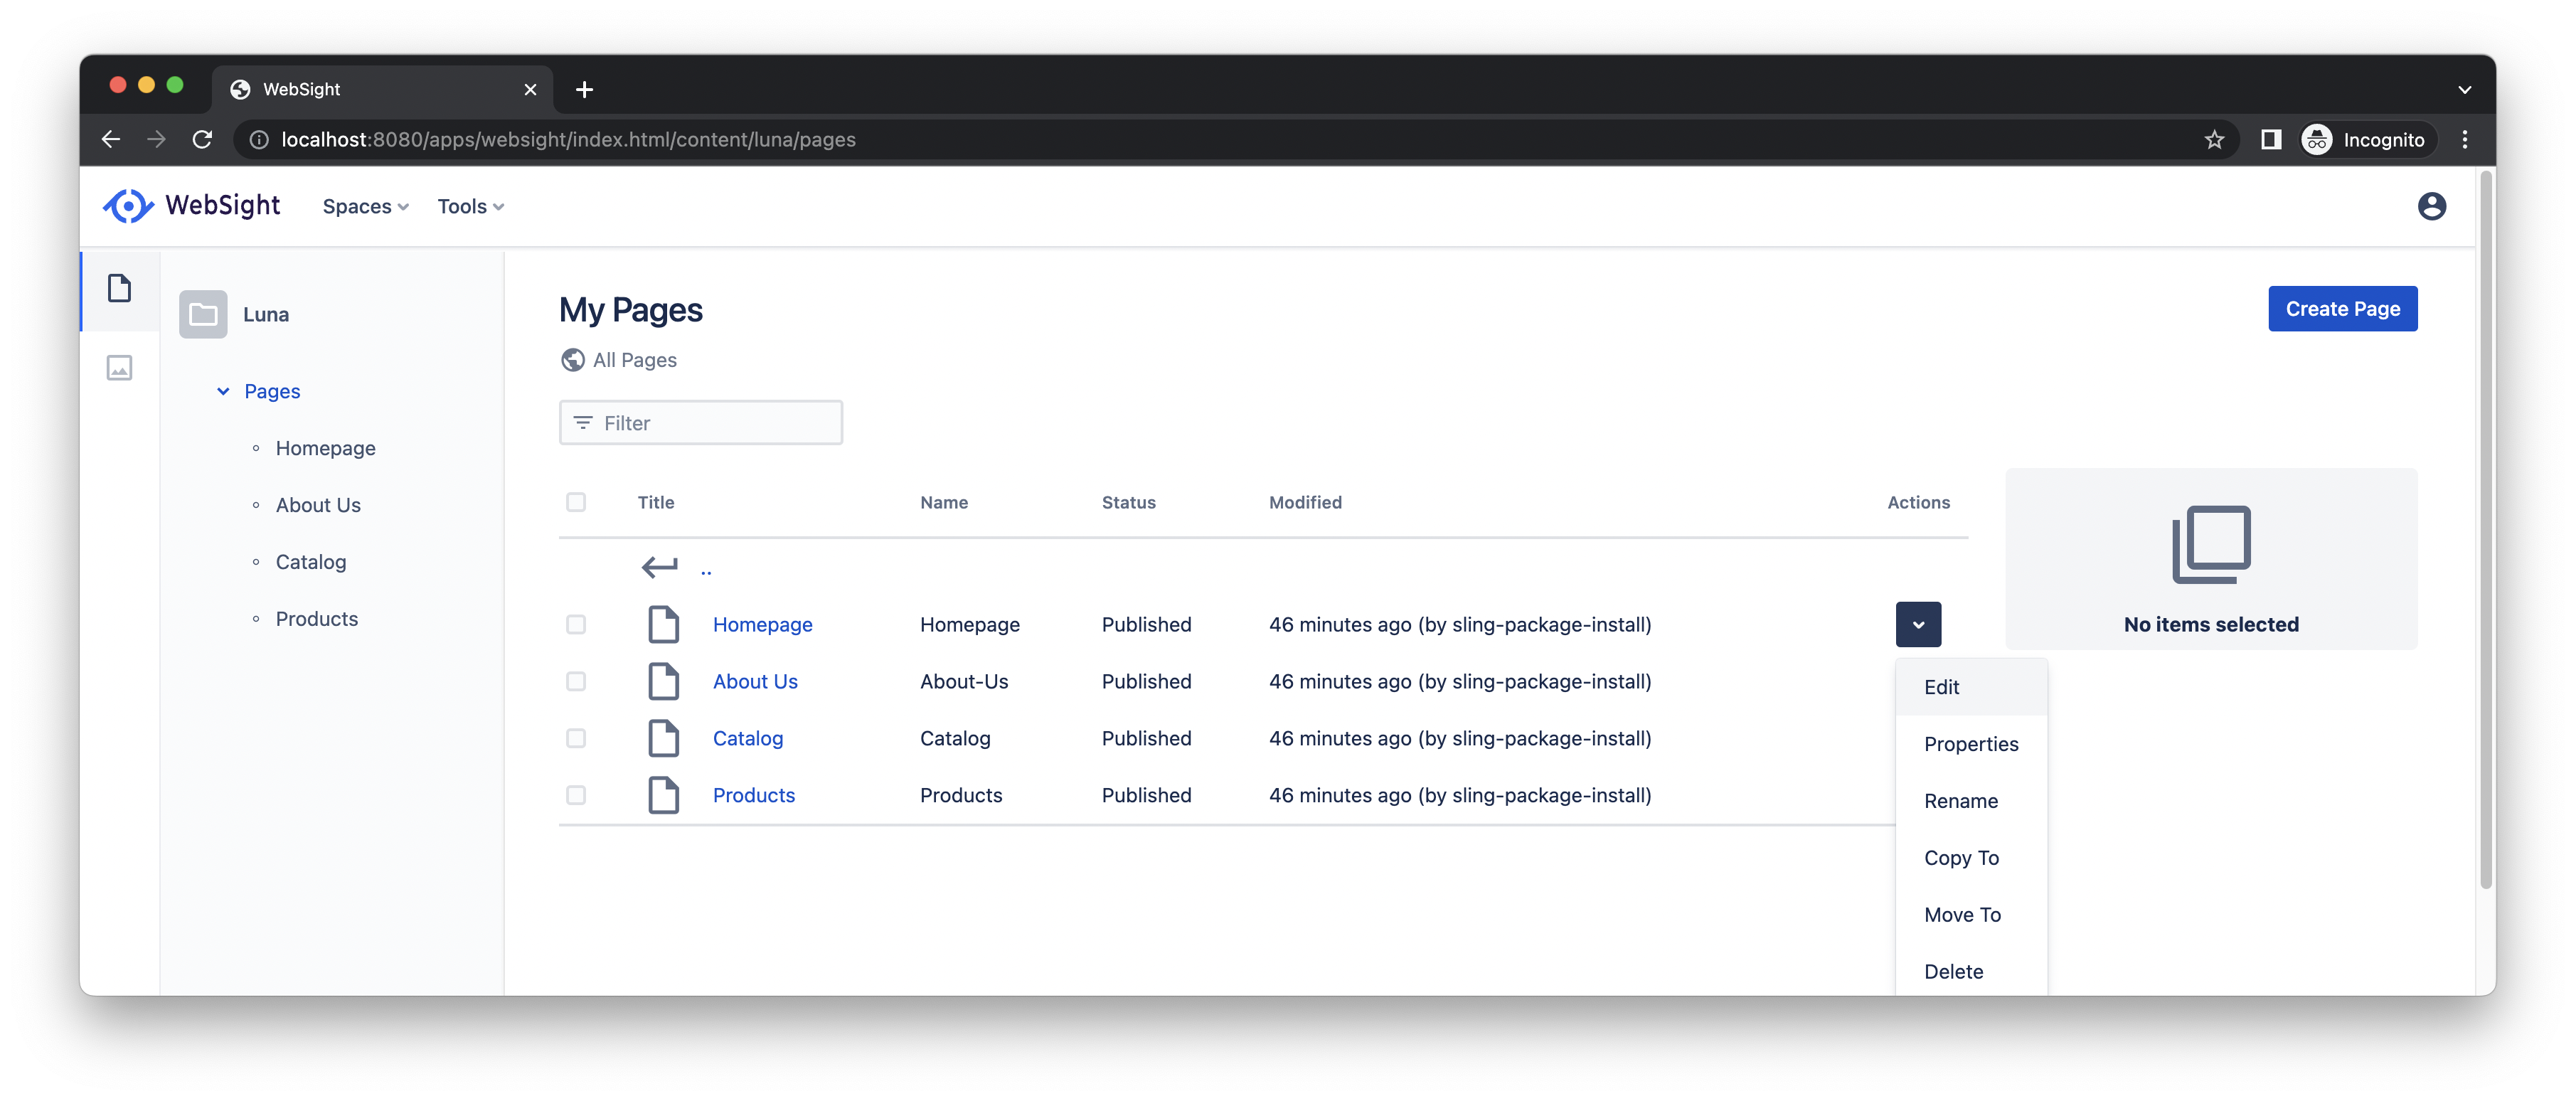 WebSight
localhost:8080/apps/websight/index.html/content/luna/pages
Incognito
WebSight
Spaces
Tools
Luna
Pages
Homepage
About Us
Catalog
Products
My Pages
Create Page
All Pages
Filter
Title Name Status Modified Actions
..
Homepage Homepage Published 46 minutes ago (by sling-package-install)
About Us About-Us Published 46 minutes ago (by sling-package-install)
Catalog Catalog Published 46 minutes ago (by sling-package-install)
Products Products Published 46 minutes ago (by sling-package-install)
No items selected
Edit
Properties
Rename
Copy To
Move To
Delete